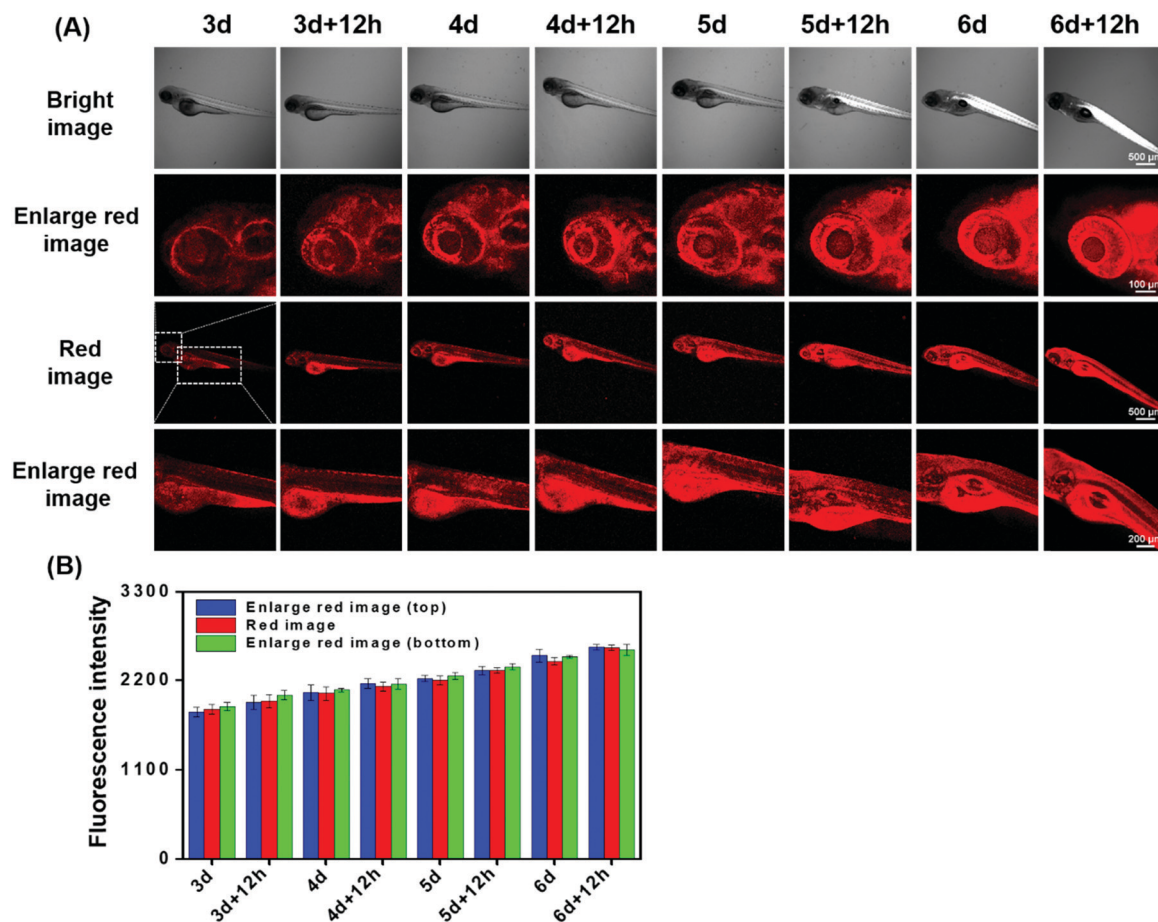 (A)
3d 3d+12h 4d 4d+12h 5d 5d+12h 6d 6d+12h
Bright
image
500 µm
Enlarge red
image
100 µm
Red
image
500 µm
Enlarge red
image
200 µm
(B)
Fluorescence intensity
3300
2200
1100
0
Enlarge red image (top)
Red image
Enlarge red image (bottom)
3d 3d+12h 4d 4d+12h 5d 5d+12h 6d 6d+12h